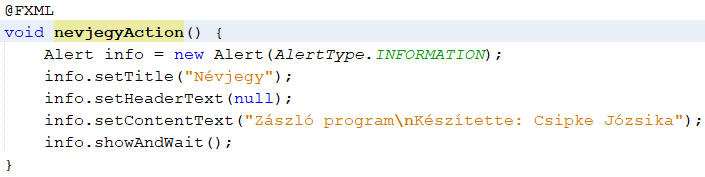 @FXML
void nevjegyAction() {
    Alert info = new Alert(AlertType.INFORMATION);
    info.setTitle("Névjegy");
    info.setHeaderText(null);
    info.setContentText("Zászló program\nKészítette: Csipke Józsika");
    info.showAndWait();
}